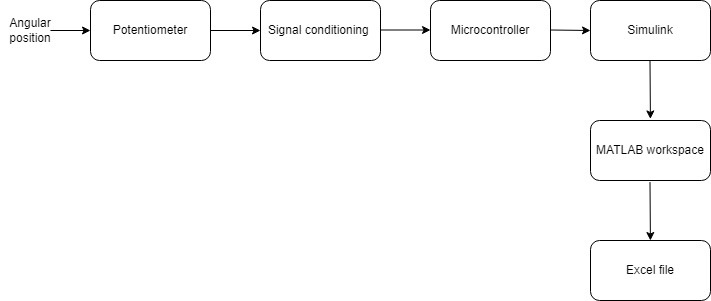 Angular
position
Potentiometer
Signal conditioning
Microcontroller
Simulink
MATLAB workspace
Excel file